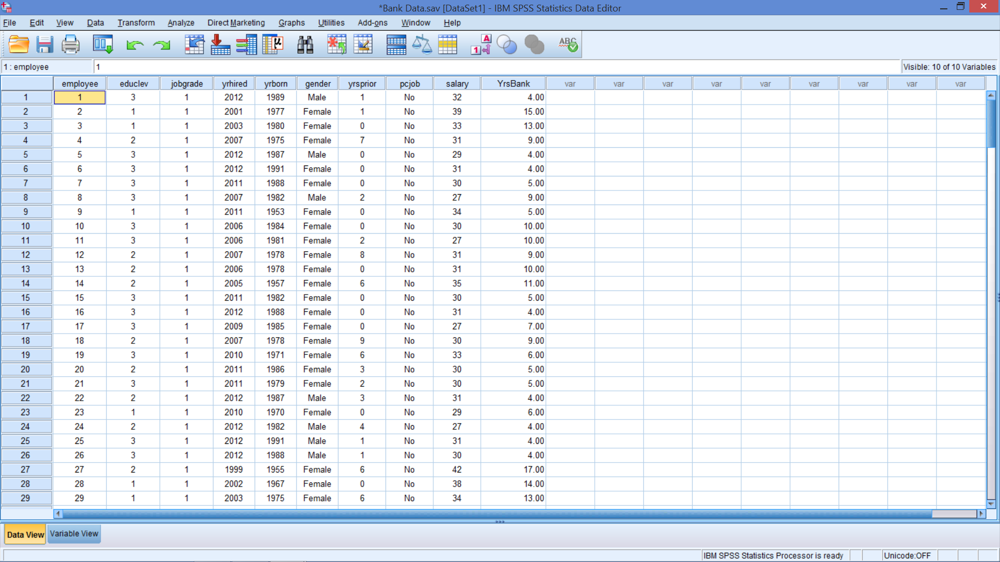 *Bank Data.sav [DataSet1] - IBM SPSS Statistics Data Editor
File Edit View Data Transform Analyze Direct Marketing Graphs Utilities Add-ons Window Help
1 : employee 1 Visible: 10 of 10 Variables
employee educlev jobgrade yrhired yrborn gender yrsprior pcjob salary YrsBank var var var var var var var var var
1 1 3 1 2012 1989 Male 1 No 32 4.00
2 2 1 1 2001 1977 Female 1 No 39 15.00
3 3 1 1 2003 1980 Female 0 No 33 13.00
4 4 2 1 2007 1975 Female 7 No 31 9.00
5 5 3 1 2012 1987 Male 0 No 29 4.00
6 6 3 1 2012 1991 Female 0 No 31 4.00
7 7 3 1 2011 1988 Female 0 No 30 5.00
8 8 3 1 2007 1982 Male 2 No 27 9.00
9 9 1 1 2011 1953 Female 0 No 34 5.00
10 10 3 1 2006 1984 Female 0 No 30 10.00
11 11 3 1 2006 1981 Female 2 No 27 10.00
12 12 2 1 2007 1978 Female 8 No 31 9.00
13 13 2 1 2006 1978 Female 0 No 31 10.00
14 14 2 1 2005 1957 Female 6 No 35 11.00
15 15 3 1 2011 1982 Female 0 No 30 5.00
16 16 3 1 2012 1988 Female 0 No 31 4.00
17 17 3 1 2009 1985 Female 0 No 27 7.00
18 18 2 1 2007 1978 Female 9 No 30 9.00
19 19 3 1 2010 1971 Female 6 No 33 6.00
20 20 2 1 2011 1986 Female 3 No 30 5.00
21 21 3 1 2011 1979 Female 2 No 30 5.00
22 22 2 1 2012 1987 Male 3 No 31 4.00
23 23 1 1 2010 1970 Female 0 No 29 6.00
24 24 2 1 2012 1982 Male 4 No 27 4.00
25 25 3 1 2012 1991 Male 1 No 31 4.00
26 26 3 1 2012 1988 Male 1 No 30 4.00
27 27 2 1 1999 1955 Female 6 No 42 17.00
28 28 1 1 2002 1967 Female 0 No 38 14.00
29 29 1 1 2003 1975 Female 6 No 34 13.00
Data View Variable View
IBM SPSS Statistics Processor is ready Unicode:OFF